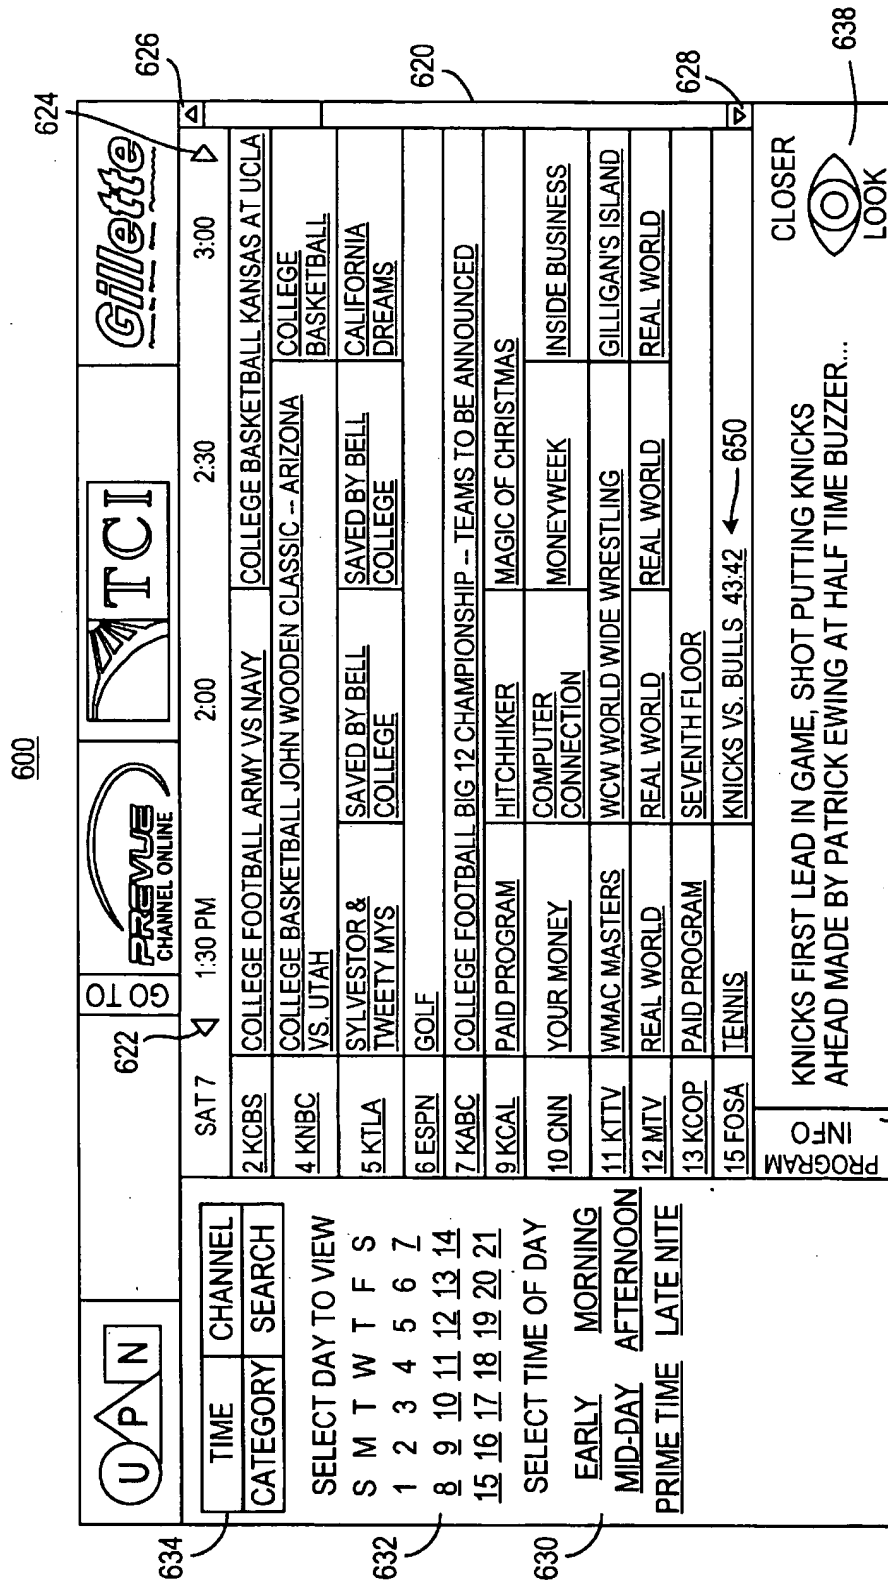 600
UPN
GO TO
PREVUE
CHANNEL ONLINE
TCI
Gillette
622
624
626
634
TIME CHANNEL
CATEGORY SEARCH
SELECT DAY TO VIEW
S M T W T F S
1 2 3 4 5 6 7
8 9 10 11 12 13 14
15 16 17 18 19 20 21
632
SELECT TIME OF DAY
EARLY MORNING
MID-DAY AFTERNOON
PRIME TIME LATE NITE
630
SAT 7 1:30 PM 2:00 2:30 3:00
2 KCBS COLLEGE FOOTBALL ARMY VS NAVY COLLEGE BASKETBALL KANSAS AT UCLA
4 KNBC COLLEGE BASKETBALL JOHN WOODEN CLASSIC -- ARIZONA
VS. UTAH
COLLEGE
BASKETBALL
5 KTLA SYLVESTOR &
TWEETY MYS
SAVED BY BELL
COLLEGE
SAVED BY BELL
COLLEGE
CALIFORNIA
DREAMS
6 ESPN GOLF
7 KABC COLLEGE FOOTBALL BIG 12 CHAMPIONSHIP -- TEAMS TO BE ANNOUNCED
9 KCAL PAID PROGRAM HITCHHIKER MAGIC OF CHRISTMAS
10 CNN YOUR MONEY COMPUTER
CONNECTION
MONEYWEEK INSIDE BUSINESS
11 KTTV WMAC MASTERS WCW WORLD WIDE WRESTLING GILLIGAN'S ISLAND
12 MTV REAL WORLD REAL WORLD REAL WORLD REAL WORLD
13 KCOP PAID PROGRAM SEVENTH FLOOR
15 FOSA TENNIS KNICKS VS. BULLS 43:42
650
620
628
PROGRAM
INFO
KNICKS FIRST LEAD IN GAME, SHOT PUTTING KNICKS
AHEAD MADE BY PATRICK EWING AT HALF TIME BUZZER...
CLOSER
LOOK
638